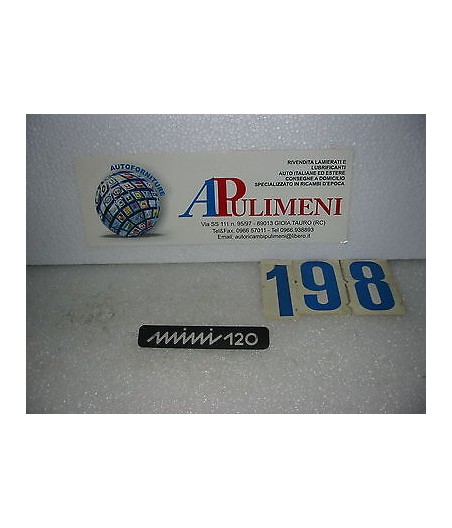 AUTOFORNITURE
APULIMENI
RIVENDITA LAMIERATI E
LUBRIFICANTI
AUTO ITALIANE ED ESTERE
CONSEGNE A DOMICILIO
SPECIALIZZATO IN RICAMBI D'EPOCA
Via SS 111 n. 95/97 - 89013 GIOIA TAURO (RC)
Tel&Fax. 0966 57011 - Tel 0966.938893
Email. autoricambipulimeni@libero.it
198
mini 120